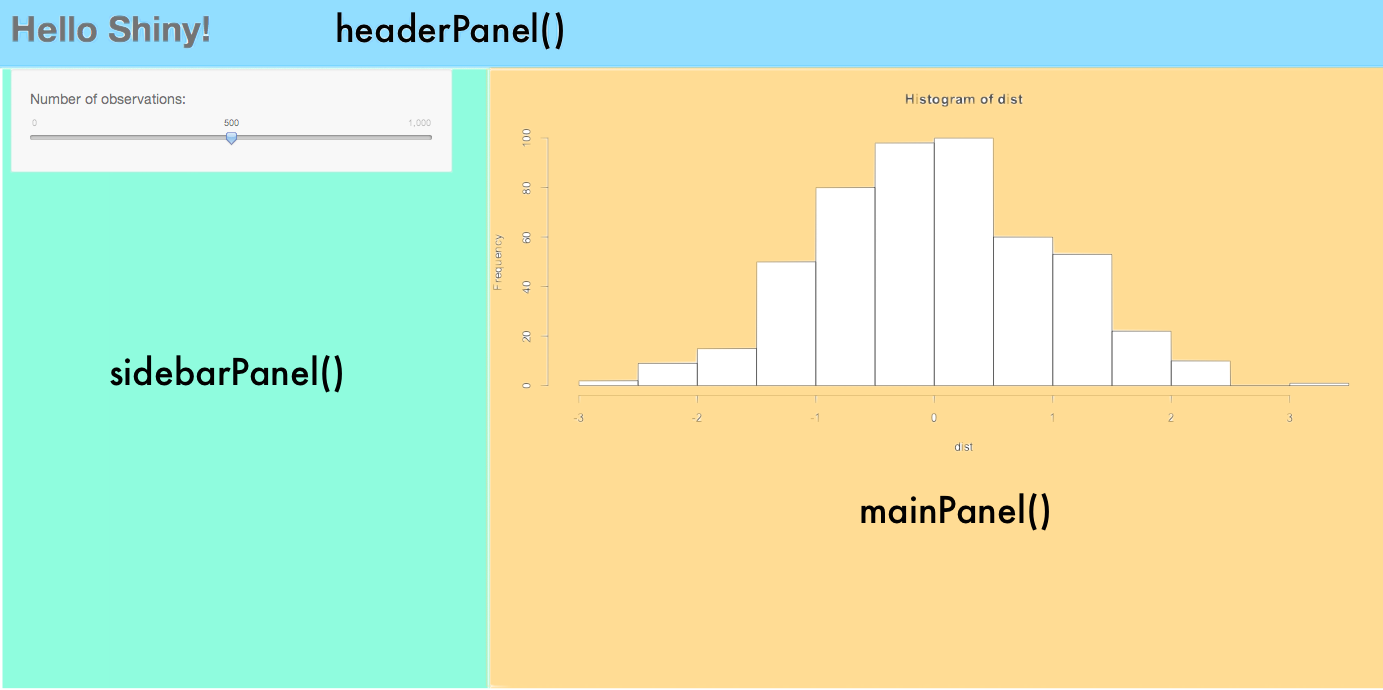 Hello Shiny!
headerPanel()
Number of observations:
0 500 1,000
sidebarPanel()
Histogram of dist
Frequency
100
80
60
40
20
0
-3 -2 -1 0 1 2 3
dist
mainPanel()